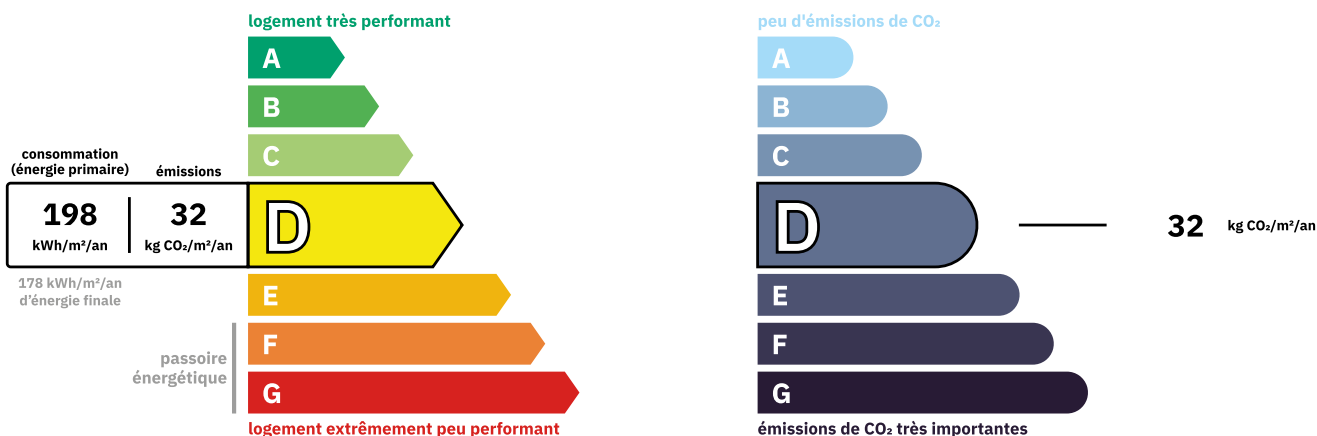 logement très performant
A
B
C
consommation
(énergie primaire)
émissions
198
kWh/m²/an
32
kg CO₂/m²/an
D
178 kWh/m²/an
d'énergie finale
E
passoire
énergétique
F
G
logement extrêmement peu performant
peu d'émissions de CO₂
A
B
C
D
32 kg CO₂/m²/an
E
F
G
émissions de CO₂ très importantes